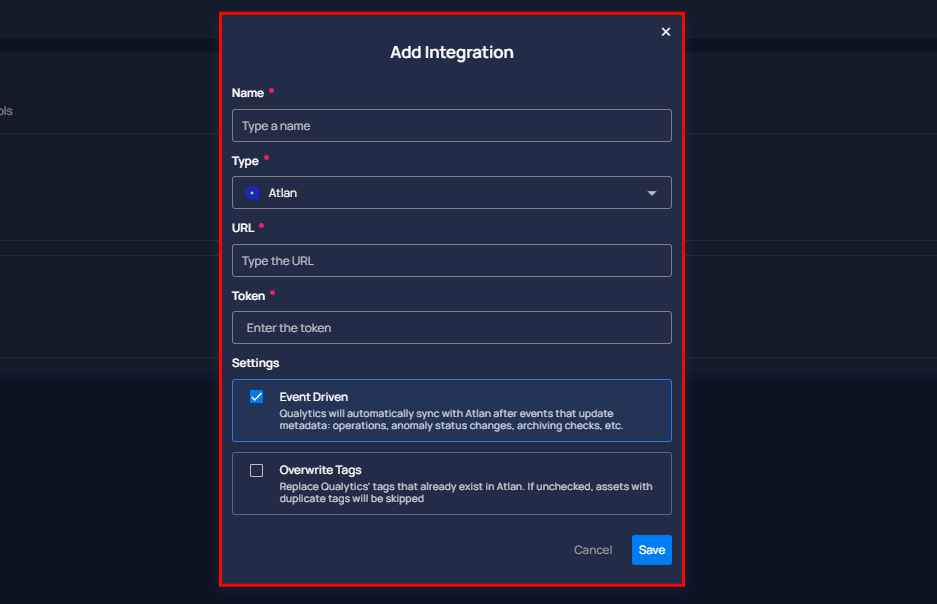 Add Integration
ols
Name
Type a name
Type
Atlan
URL
Type the URL
Token
Enter the token
Settings
Event Driven
Qualytics will automatically sync with Atlan after events that update
metadata: operations, anomaly status changes, archiving checks, etc.
Overwrite Tags
Replace Qualytics' tags that already exist in Atlan. If unchecked, assets with
duplicate tags will be skipped
Cancel
Save